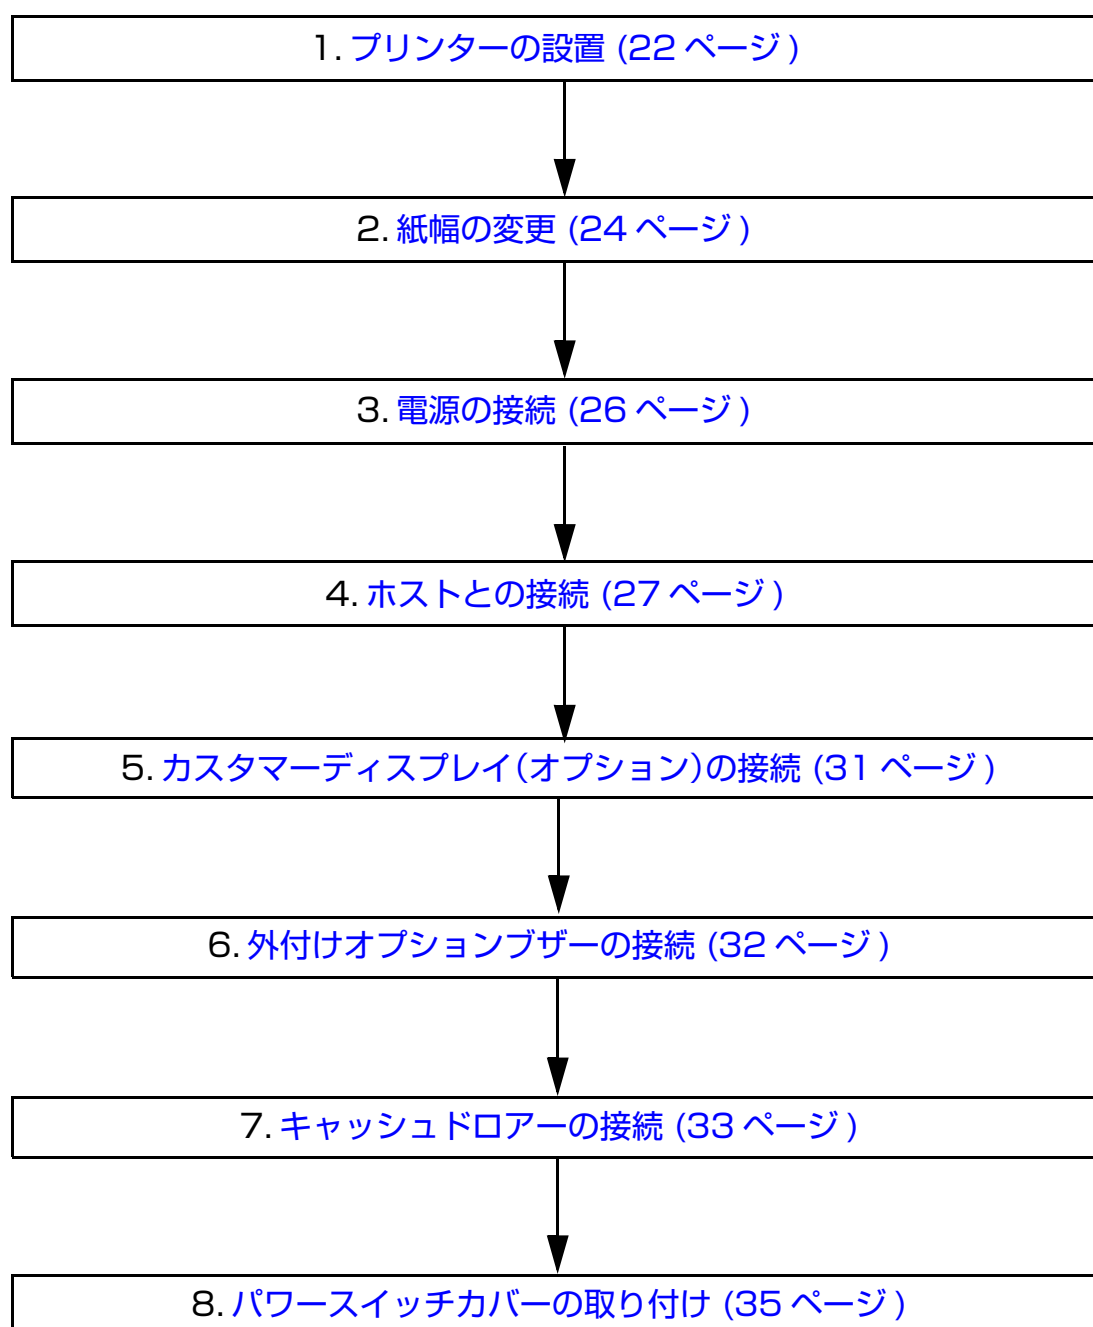 1. プリンターの設置 (22 ページ)
2. 紙幅の変更 (24 ページ)
3. 電源の接続 (26 ページ)
4. ホストとの接続 (27 ページ)
5. カスタマーディスプレイ(オプション)の接続 (31 ページ)
6. 外付けオプションブザーの接続 (32 ページ)
7. キャッシュドロアーの接続 (33 ページ)
8. パワースイッチカバーの取り付け (35 ページ)